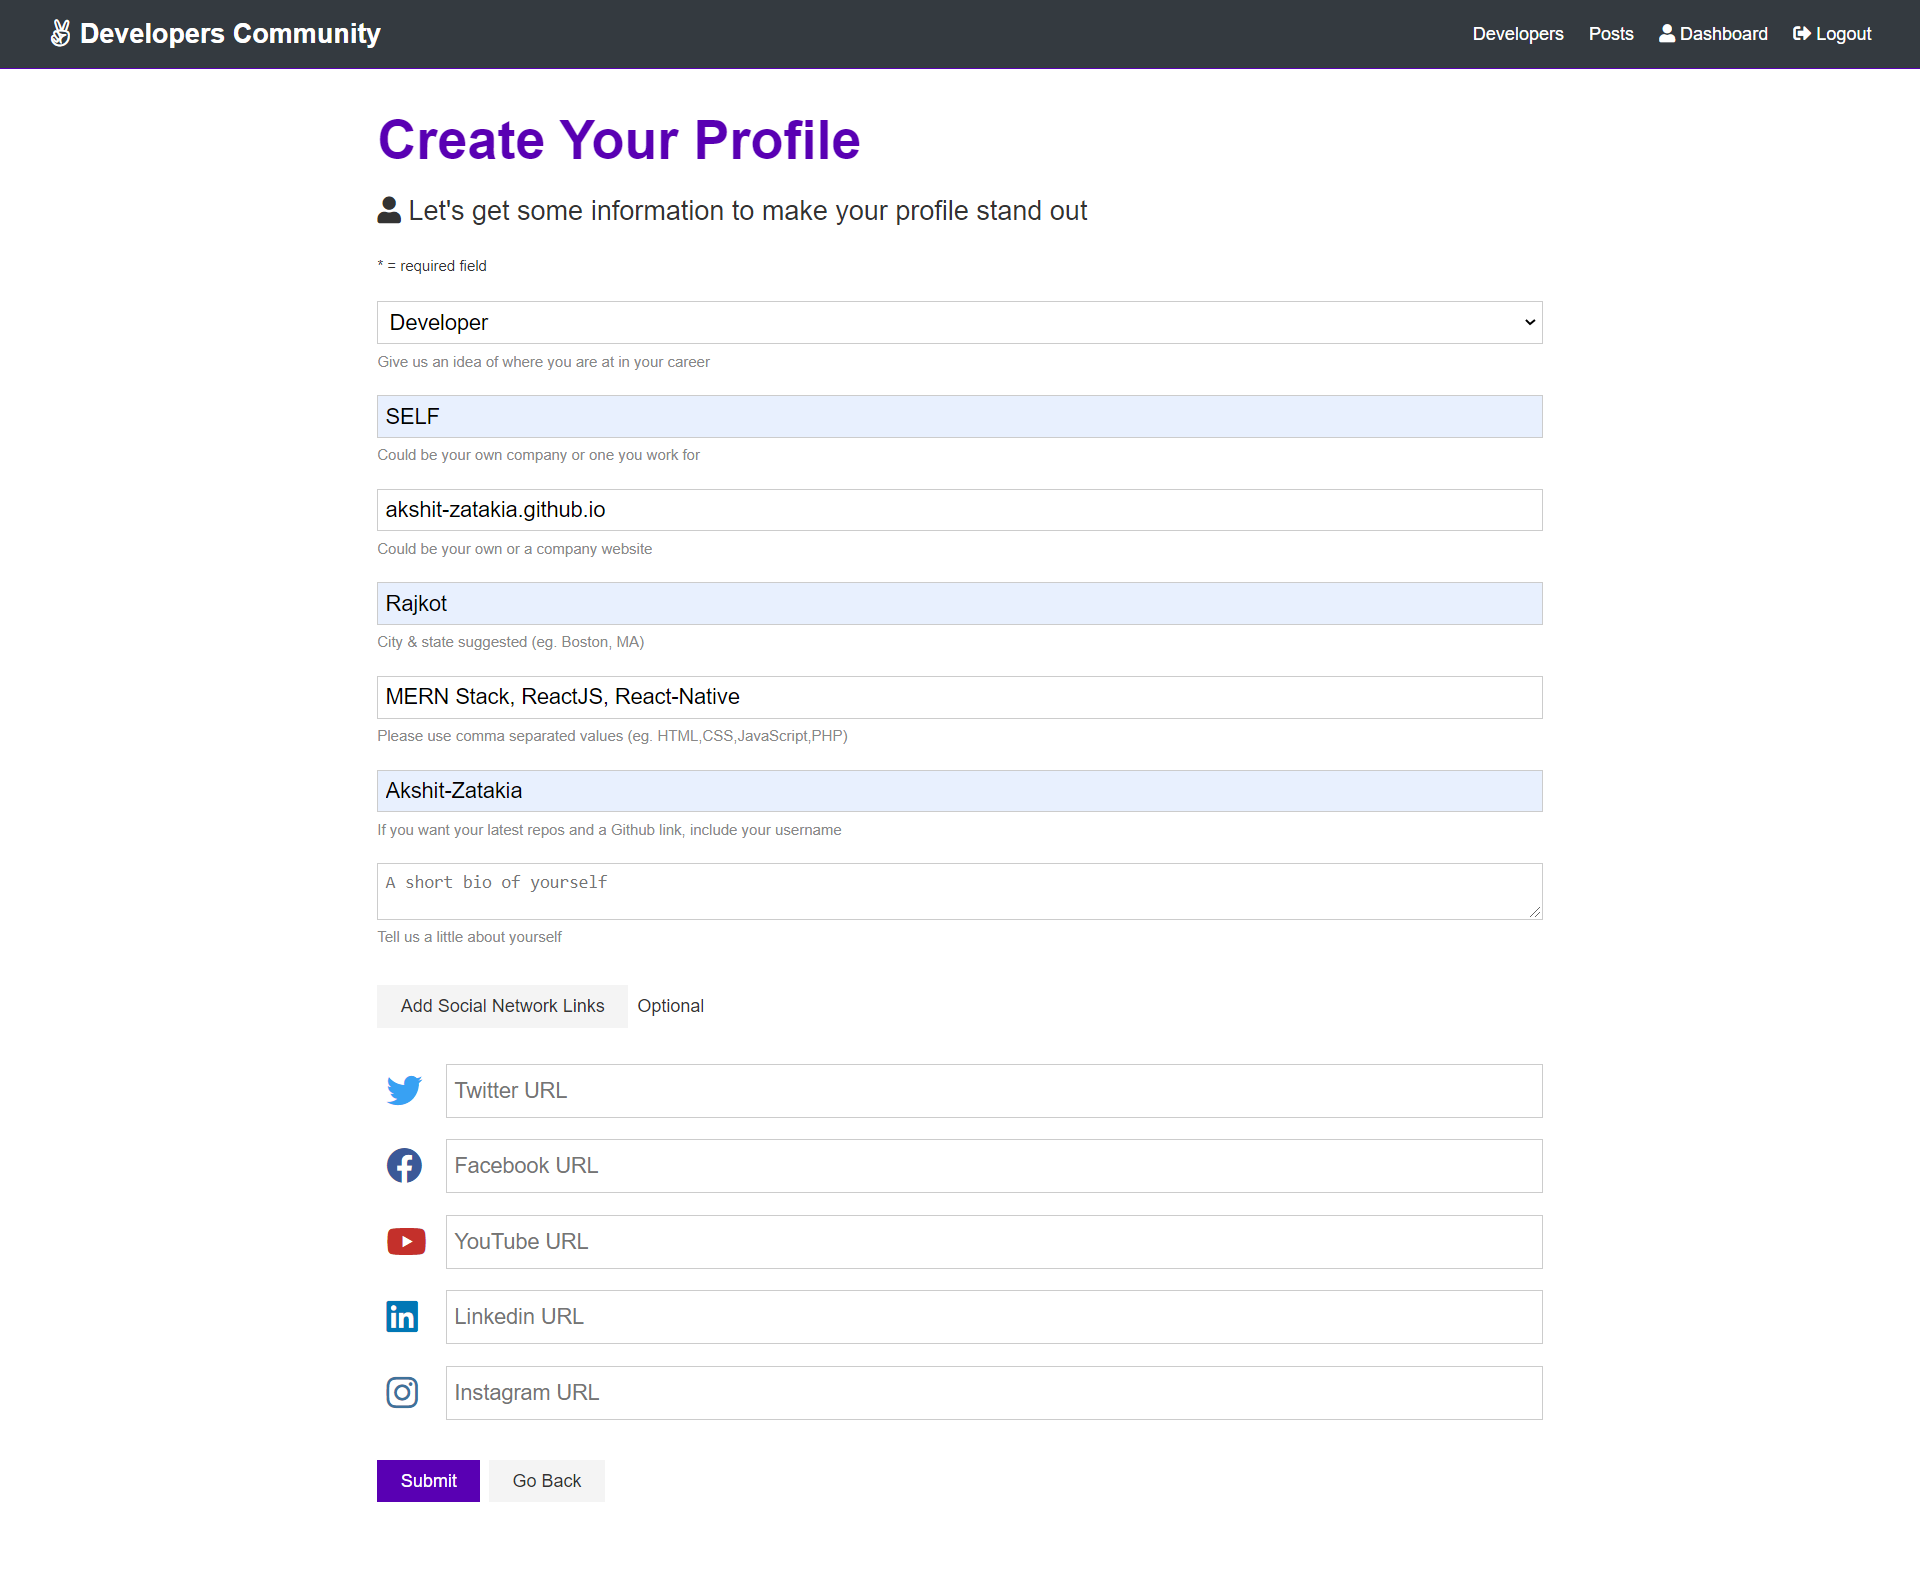 Developers Community
Developers Posts Dashboard Logout
Create Your Profile
Let's get some information to make your profile stand out
* = required field
Developer
Give us an idea of where you are at in your career
SELF
Could be your own company or one you work for
akshit-zatakia.github.io
Could be your own or a company website
Rajkot
City & state suggested (eg. Boston, MA)
MERN Stack, ReactJS, React-Native
Please use comma separated values (eg. HTML,CSS,JavaScript,PHP)
Akshit-Zatakia
If you want your latest repos and a Github link, include your username
A short bio of yourself
Tell us a little about yourself
Add Social Network Links Optional
Twitter URL
Facebook URL
YouTube URL
Linkedin URL
Instagram URL
Submit Go Back